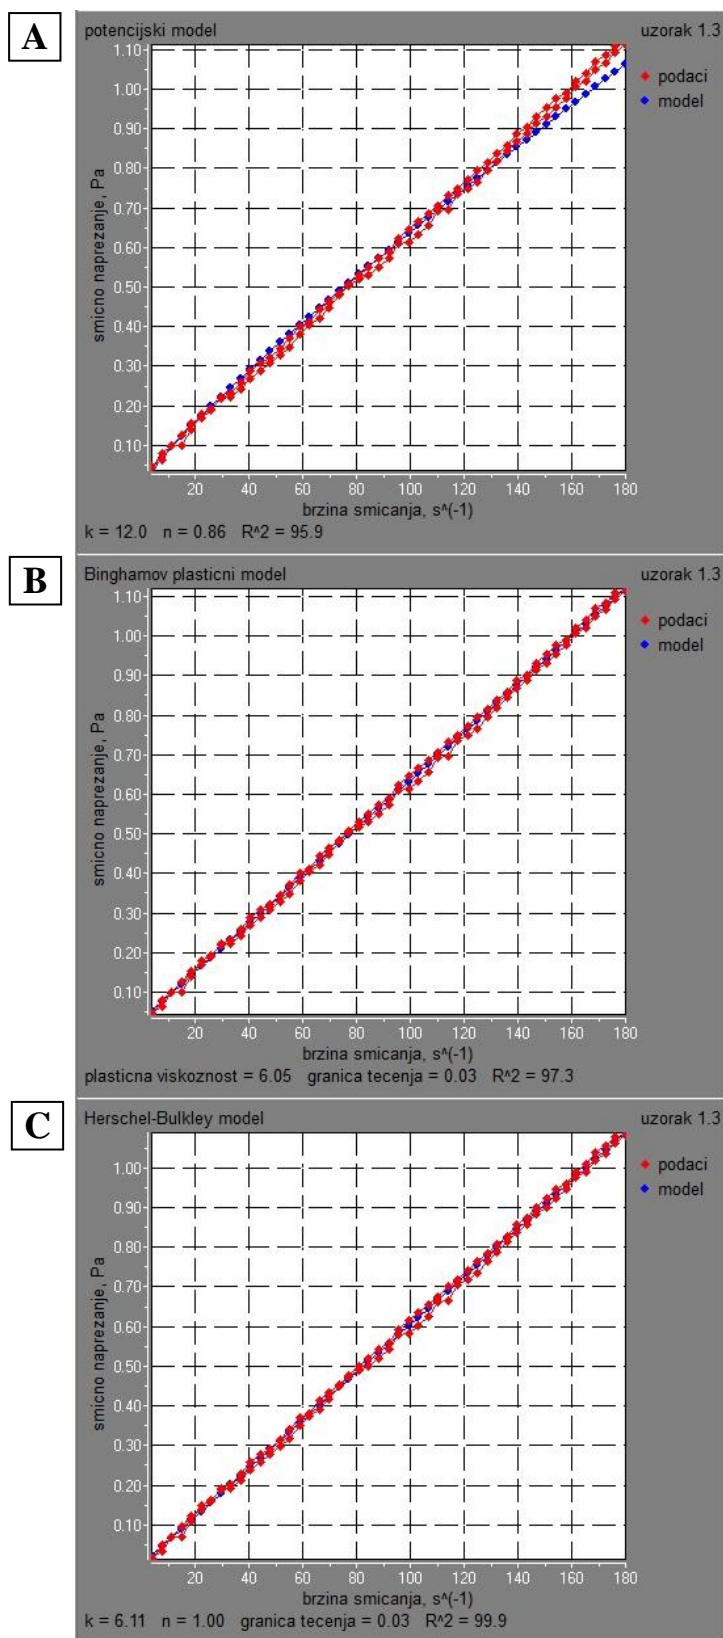 A
potencijski model
uzorak 1.3
1.10
1.00
0.90
0.80
0.70
0.60
0.50
0.40
0.30
0.20
0.10
smicno naprezanje, Pa
podaci
model
20 40 60 80 100 120 140 160 180
brzina smicanja, s^(-1)
k = 12.0 n = 0.86 R^2 = 95.9
B
Binghamov plasticni model
uzorak 1.3
1.10
1.00
0.90
0.80
0.70
0.60
0.50
0.40
0.30
0.20
0.10
smicno naprezanje, Pa
podaci
model
20 40 60 80 100 120 140 160 180
brzina smicanja, s^(-1)
plasticna viskoznost = 6.05 granica tecenja = 0.03 R^2 = 97.3
C
Herschel-Bulkley model
uzorak 1.3
1.00
0.90
0.80
0.70
0.60
0.50
0.40
0.30
0.20
0.10
smicno naprezanje, Pa
podaci
model
20 40 60 80 100 120 140 160 180
brzina smicanja, s^(-1)
k = 6.11 n = 1.00 granica tecenja = 0.03 R^2 = 99.9